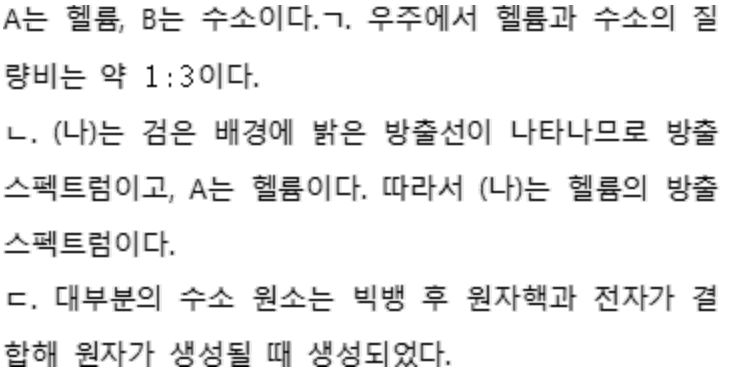 A는 헬륨, B는 수소이다.ㄱ. 우주에서 헬륨과 수소의 질
량비는 약 1:3이다.
ㄴ. (나)는 검은 배경에 밝은 방출선이 나타나므로 방출
스펙트럼이고, A는 헬륨이다. 따라서 (나)는 헬륨의 방출
스펙트럼이다.
ㄷ. 대부분의 수소 원소는 빅뱅 후 원자핵과 전자가 결
합해 원자가 생성될 때 생성되었다.